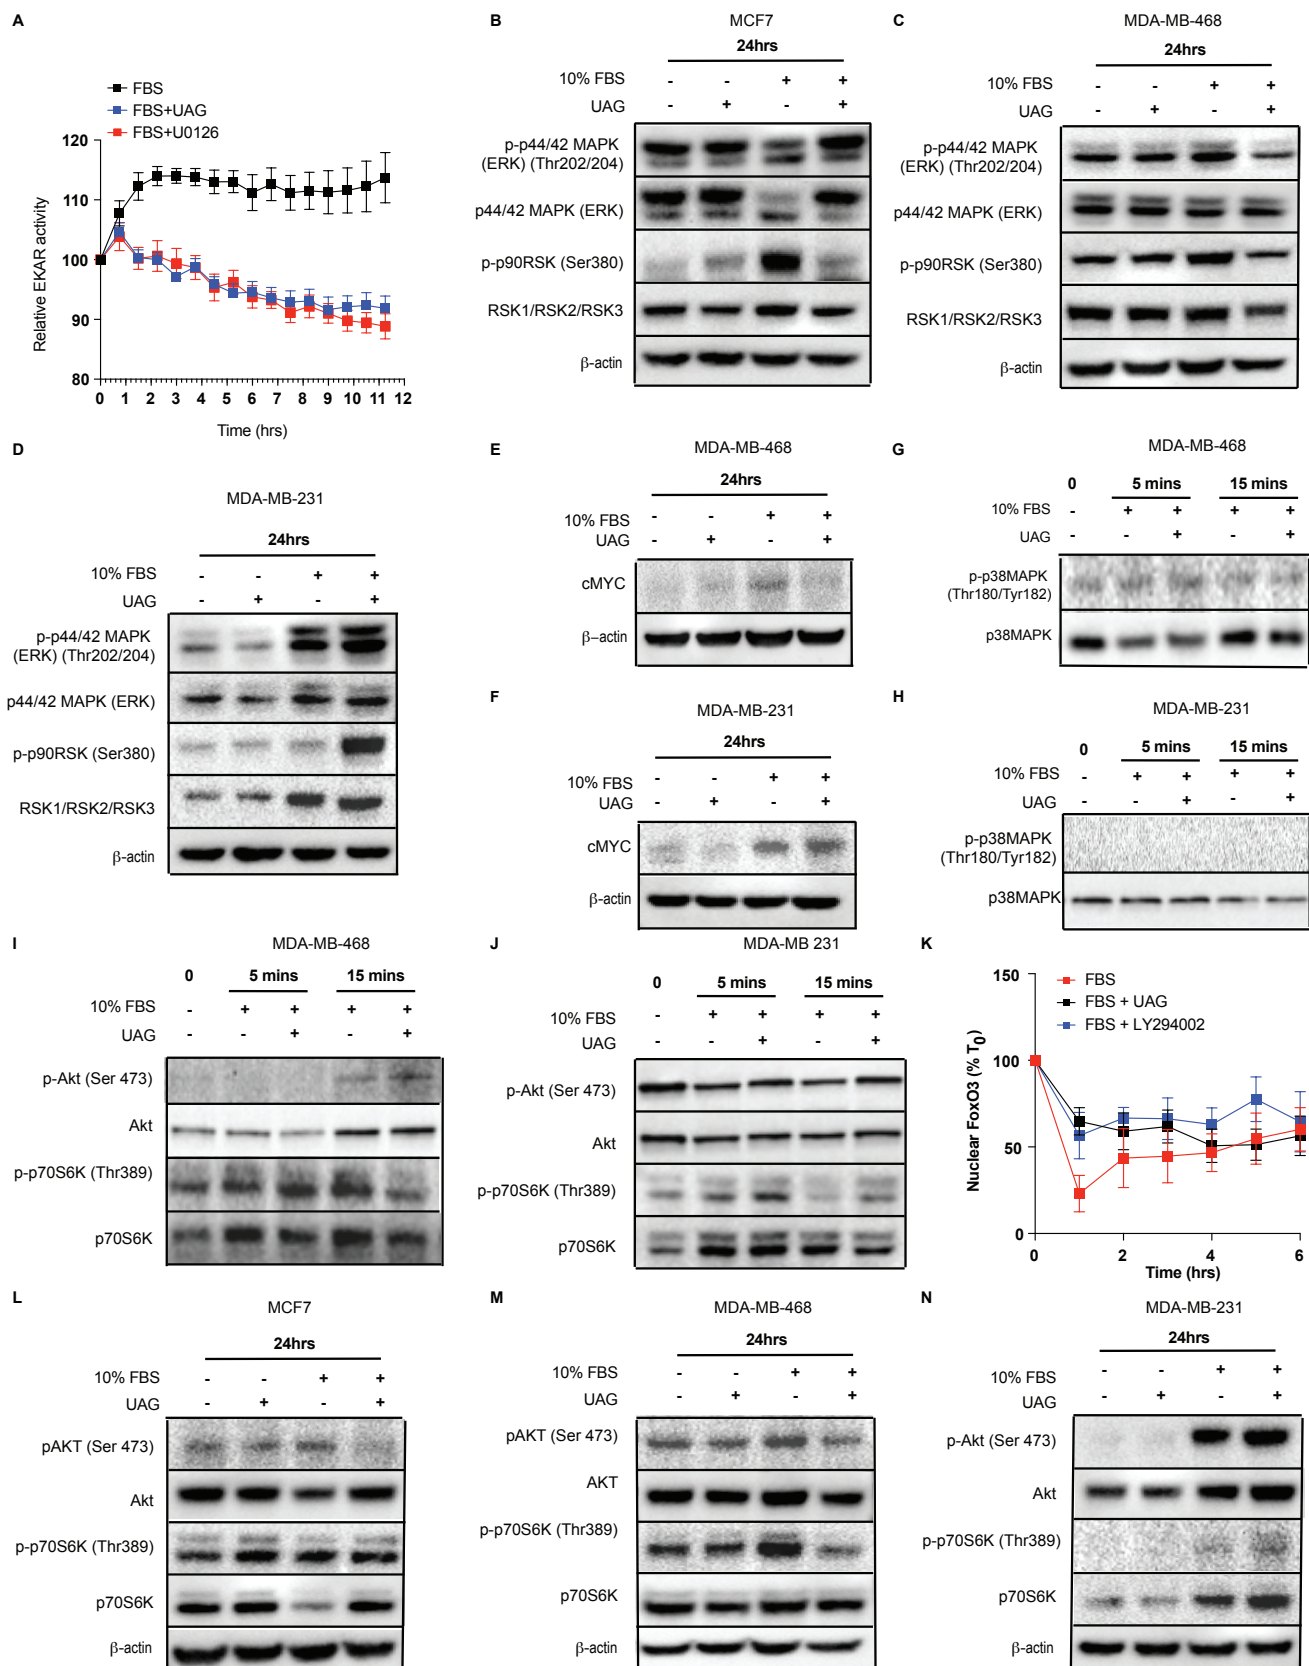 A
FBS
FBS+UAG
FBS+U0126
120
110
100
90
80
Relative EKAR activity
0 1 2 3 4 5 6 7 8 9 10 11 12
Time (hrs)
B
MCF7
24hrs
10% FBS - - + +
UAG - + - +
p-p44/42 MAPK
(ERK) (Thr202/204)
p44/42 MAPK (ERK)
p-p90RSK (Ser380)
RSK1/RSK2/RSK3
β-actin
C
MDA-MB-468
24hrs
10% FBS - - + +
UAG - + - +
p-p44/42 MAPK
(ERK) (Thr202/204)
p44/42 MAPK (ERK)
p-p90RSK (Ser380)
RSK1/RSK2/RSK3
β-actin
D
MDA-MB-231
24hrs
10% FBS - - + +
UAG - + - +
p-p44/42 MAPK
(ERK) (Thr202/204)
p44/42 MAPK (ERK)
p-p90RSK (Ser380)
RSK1/RSK2/RSK3
β-actin
E
MDA-MB-468
24hrs
10% FBS - - + +
UAG - + - +
cMYC
β–actin
G
MDA-MB-468
0 5 mins 15 mins
10% FBS - + + + +
UAG - - + - +
p-p38MAPK
(Thr180/Tyr182)
p38MAPK
F
MDA-MB-231
24hrs
10% FBS - - + +
UAG - + - +
cMYC
β-actin
H
MDA-MB-231
0 5 mins 15 mins
10% FBS - + + + +
UAG - - + - +
p-p38MAPK
(Thr180/Tyr182)
p38MAPK
I
MDA-MB-468
0 5 mins 15 mins
10% FBS - + + + +
UAG - - + - +
p-Akt (Ser 473)
Akt
p-p70S6K (Thr389)
p70S6K
J
MDA-MB 231
0 5 mins 15 mins
10% FBS - + + + +
UAG - - + - +
p-Akt (Ser 473)
Akt
p-p70S6K (Thr389)
p70S6K
K
FBS
FBS + UAG
FBS + LY294002
150
100
50
0
Nuclear FoxO3 (% T0)
0 2 4 6
Time (hrs)
L
MCF7
24hrs
10% FBS - - + +
UAG - + - +
pAKT (Ser 473)
Akt
p-p70S6K (Thr389)
p70S6K
β-actin
M
MDA-MB-468
24hrs
10% FBS - - + +
UAG - + - +
pAKT (Ser 473)
AKT
p-p70S6K (Thr389)
p70S6K
β-actin
N
MDA-MB-231
24hrs
10% FBS - - + +
UAG - + - +
p-Akt (Ser 473)
Akt
p-p70S6K (Thr389)
p70S6K
β-actin